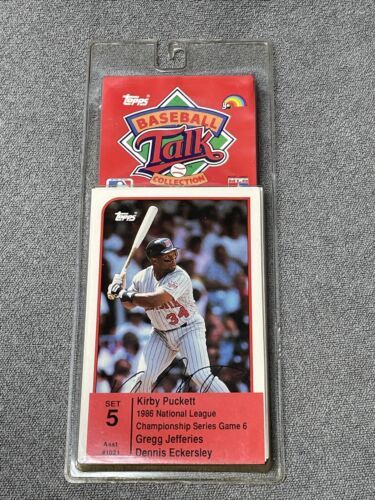 Topps
BASEBALL
Talk
COLLECTION
Topps
34
SET
5
Asst
#1021
Kirby Puckett
1986 National League
Championship Series Game 6
Gregg Jefferies
Dennis Eckersley